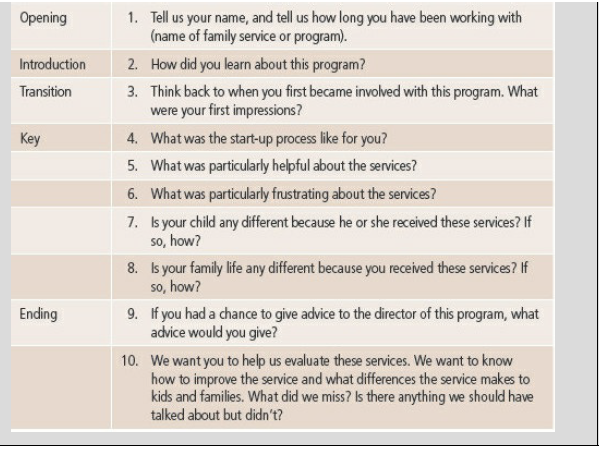 Opening 1. Tell us your name, and tell us how long you have been working with
(name of family service or program).
Introduction 2. How did you learn about this program?
Transition 3. Think back to when you first became involved with this program. What
were your first impressions?
Key 4. What was the start-up process like for you?
5. What was particularly helpful about the services?
6. What was particularly frustrating about the services?
7. Is your child any different because he or she received these services? If
so, how?
8. Is your family life any different because you received these services? If
so, how?
Ending 9. If you had a chance to give advice to the director of this program, what
advice would you give?
10. We want you to help us evaluate these services. We want to know
how to improve the service and what differences the service makes to
kids and families. What did we miss? Is there anything we should have
talked about but didn't?